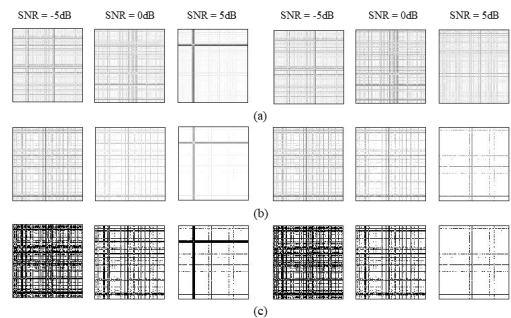 SNR = -5dB SNR = 0dB SNR = 5dB SNR = -5dB SNR = 0dB SNR = 5dB
(a)
(b)
(c)